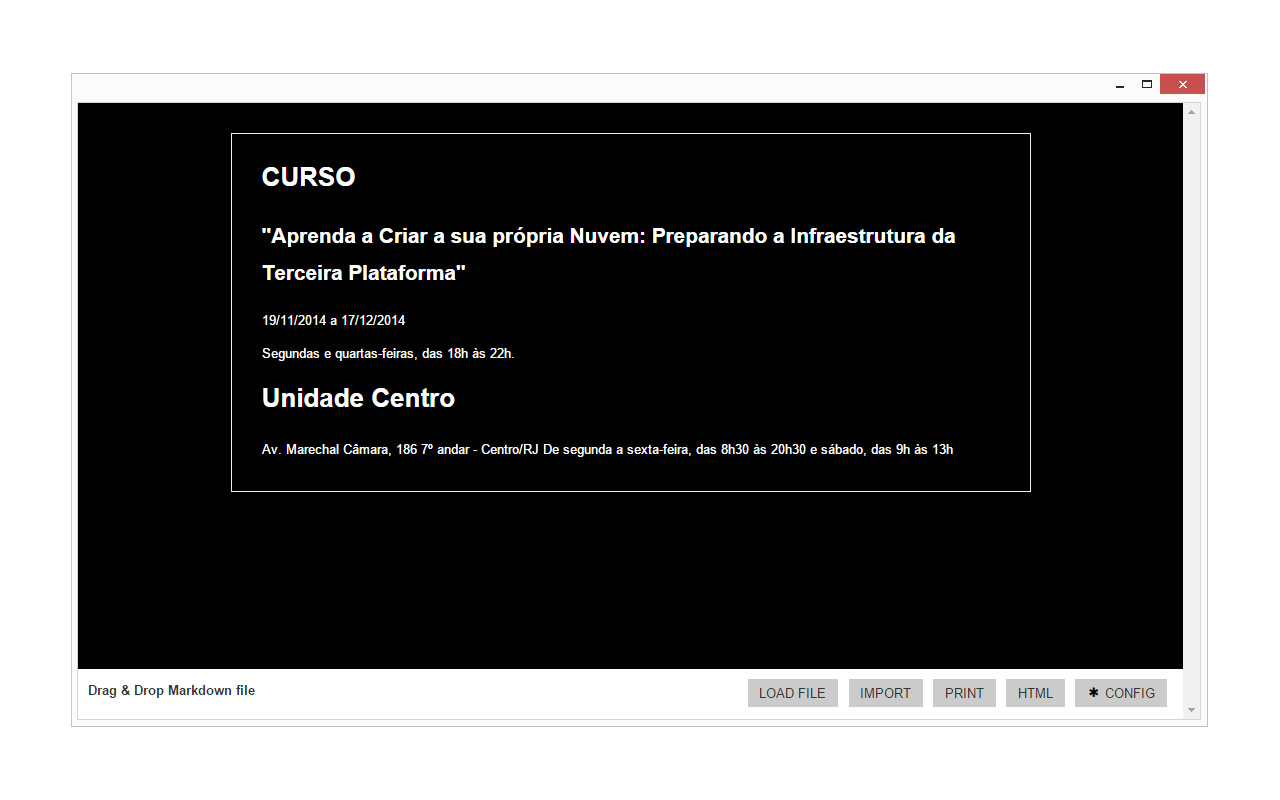 CURSO
"Aprenda a Criar a sua própria Nuvem: Preparando a Infraestrutura da
Terceira Plataforma"
19/11/2014 a 17/12/2014
Segundas e quartas-feiras, das 18h às 22h.
Unidade Centro
Av. Marechal Câmara, 186 7º andar - Centro/RJ De segunda a sexta-feira, das 8h30 às 20h30 e sábado, das 9h às 13h
Drag & Drop Markdown file
LOAD FILE
IMPORT
PRINT
HTML
✱ CONFIG